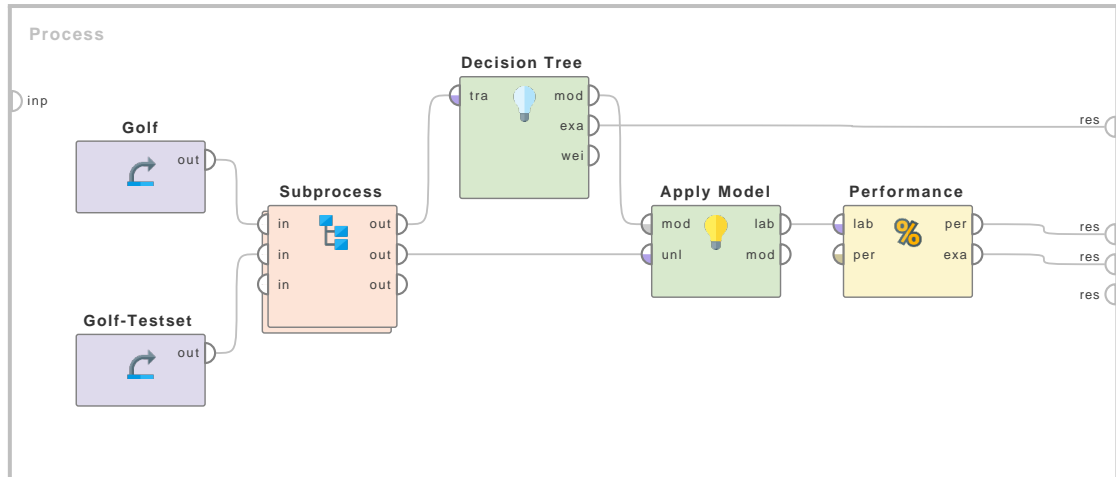 Process
inp
Golf
out
Golf-Testset
out
Subprocess
in out
in out
in out
Decision Tree
tra mod
exa
wei
Apply Model
mod lab
unl mod
Performance
%
lab per
per exa
res
res
res
res